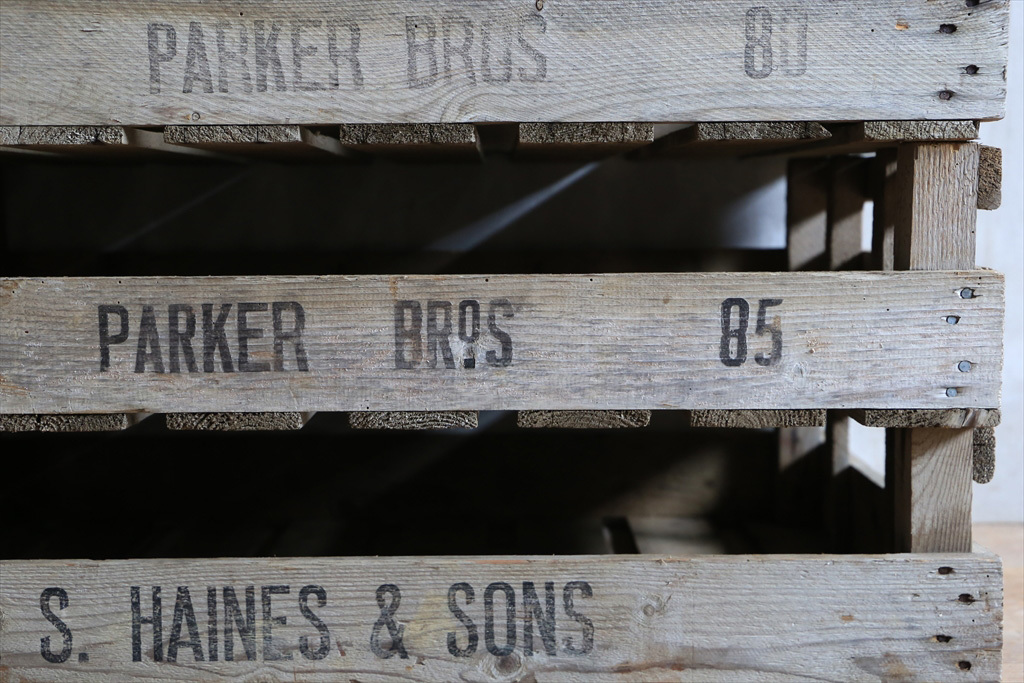 PARKER BROS 80
PARKER BROS 85
S. HAINES & SONS